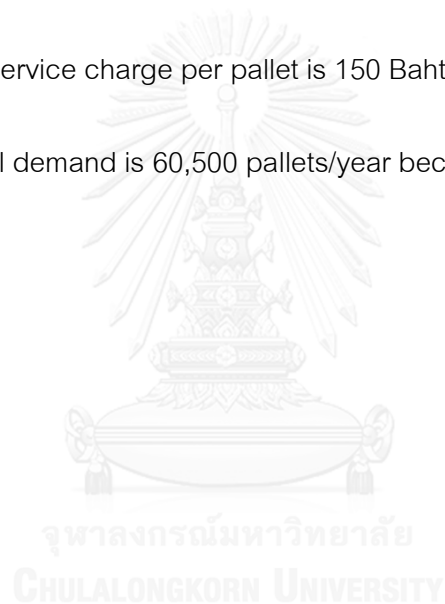 ervice charge per pallet is 150 Baht
l demand is 60,500 pallets/year bec
จุฬาลงกรณ์มหาวิทยาลัย
CHULALONGKORN UNIVERSITY